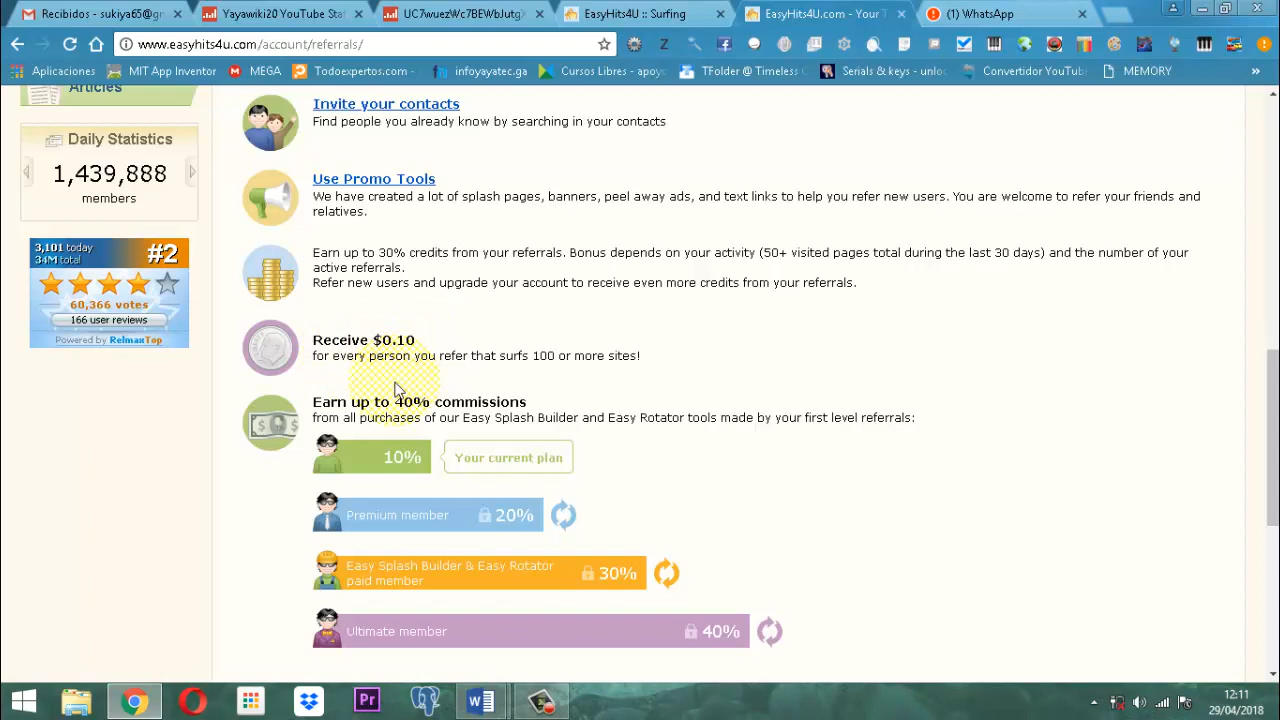 Recibidos - sukiya65@gr
Yayawiki20 YouTube Stat
UC7wuezWc7BEWbJutgX
EasyHits4U :: Surfing
EasyHits4U.com - Your T
(1) WhatsApp
www.easyhits4u.com/account/referrals/
Aplicaciones
MIT App Inventor
MEGA
Todoexpertos.com -
infoyayatec.ga
Cursos Libres - apoyo
TFolder @ Timeless
Serials & keys - unloc
Convertidor YouTube
MEMORY
»
Articles
Daily Statistics
1,439,888
members
3,101 today
34M total
#2
60,366 votes
166 user reviews
Powered by RelmaxTop
Invite your contacts
Find people you already know by searching in your contacts
Use Promo Tools
We have created a lot of splash pages, banners, peel away ads, and text links to help you refer new users. You are welcome to refer your friends and
relatives.
Earn up to 30% credits from your referrals. Bonus depends on your activity (50+ visited pages total during the last 30 days) and the number of your
active referrals.
Refer new users and upgrade your account to receive even more credits from your referrals.
Receive $0.10
for every person you refer that surfs 100 or more sites!
Earn up to 40% commissions
from all purchases of our Easy Splash Builder and Easy Rotator tools made by your first level referrals:
10%
Your current plan
Premium member
20%
Easy Splash Builder & Easy Rotator
paid member
30%
Ultimate member
40%
12:11
29/04/2018